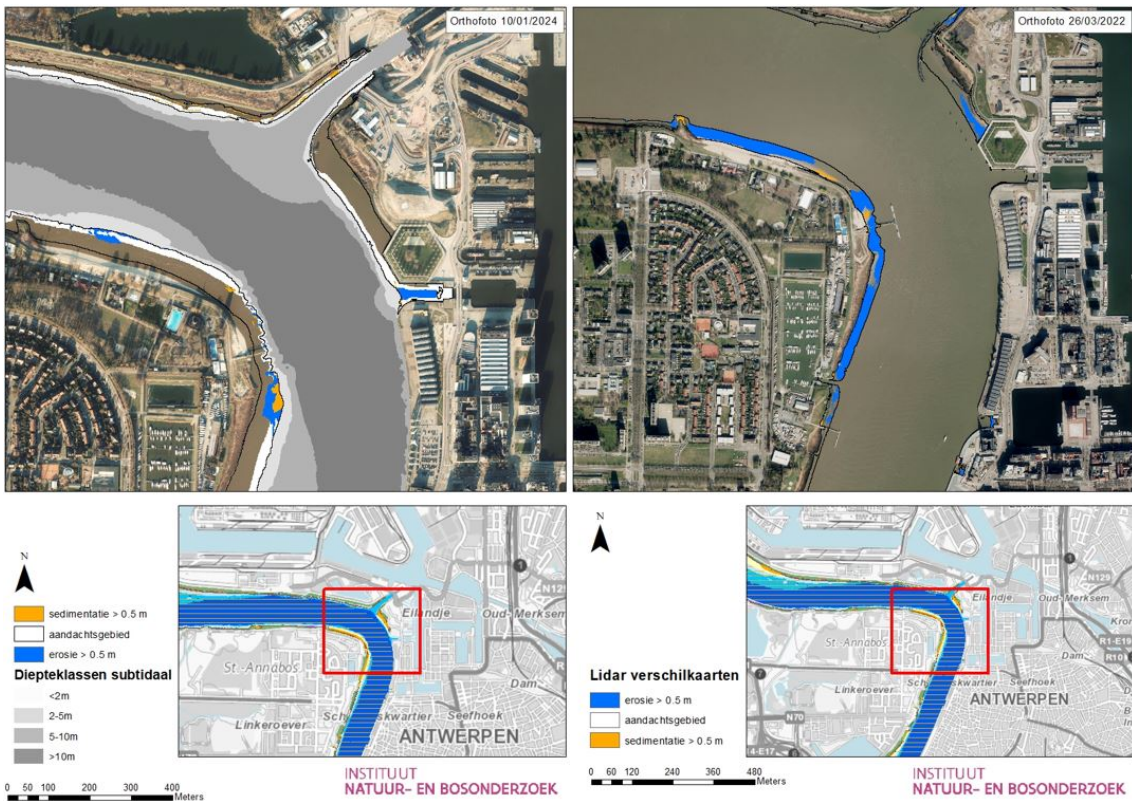 Orthofoto 10/01/2024
Orthofoto 26/03/2022
N
sedimentatie > 0.5 m
aandachtsgebied
erosie > 0.5 m
Diepteklassen subtidaal
<2m
2-5m
5-10m
>10m
0 50 100 200 300 400
Meters
1
N12
Eilandje
Oud-Merksem
St-Annabos
Dam
Linkeroever
Seefhoek
ANTWERPEN
INSTITUUT
NATUUR- EN BOSONDERZOEK
N
Lidar verschilkaarten
erosie > 0.5 m
aandachtsgebied
sedimentatie > 0.5 m
0 60 120 240 360 480
Meters
1
N129
Eilandje
Oud-Merksem
R1-E19
R10
St-Annabos
Dam
Linkeroever
Seefhoek
N70
ANTWERPEN
INSTITUUT
NATUUR- EN BOSONDERZOEK